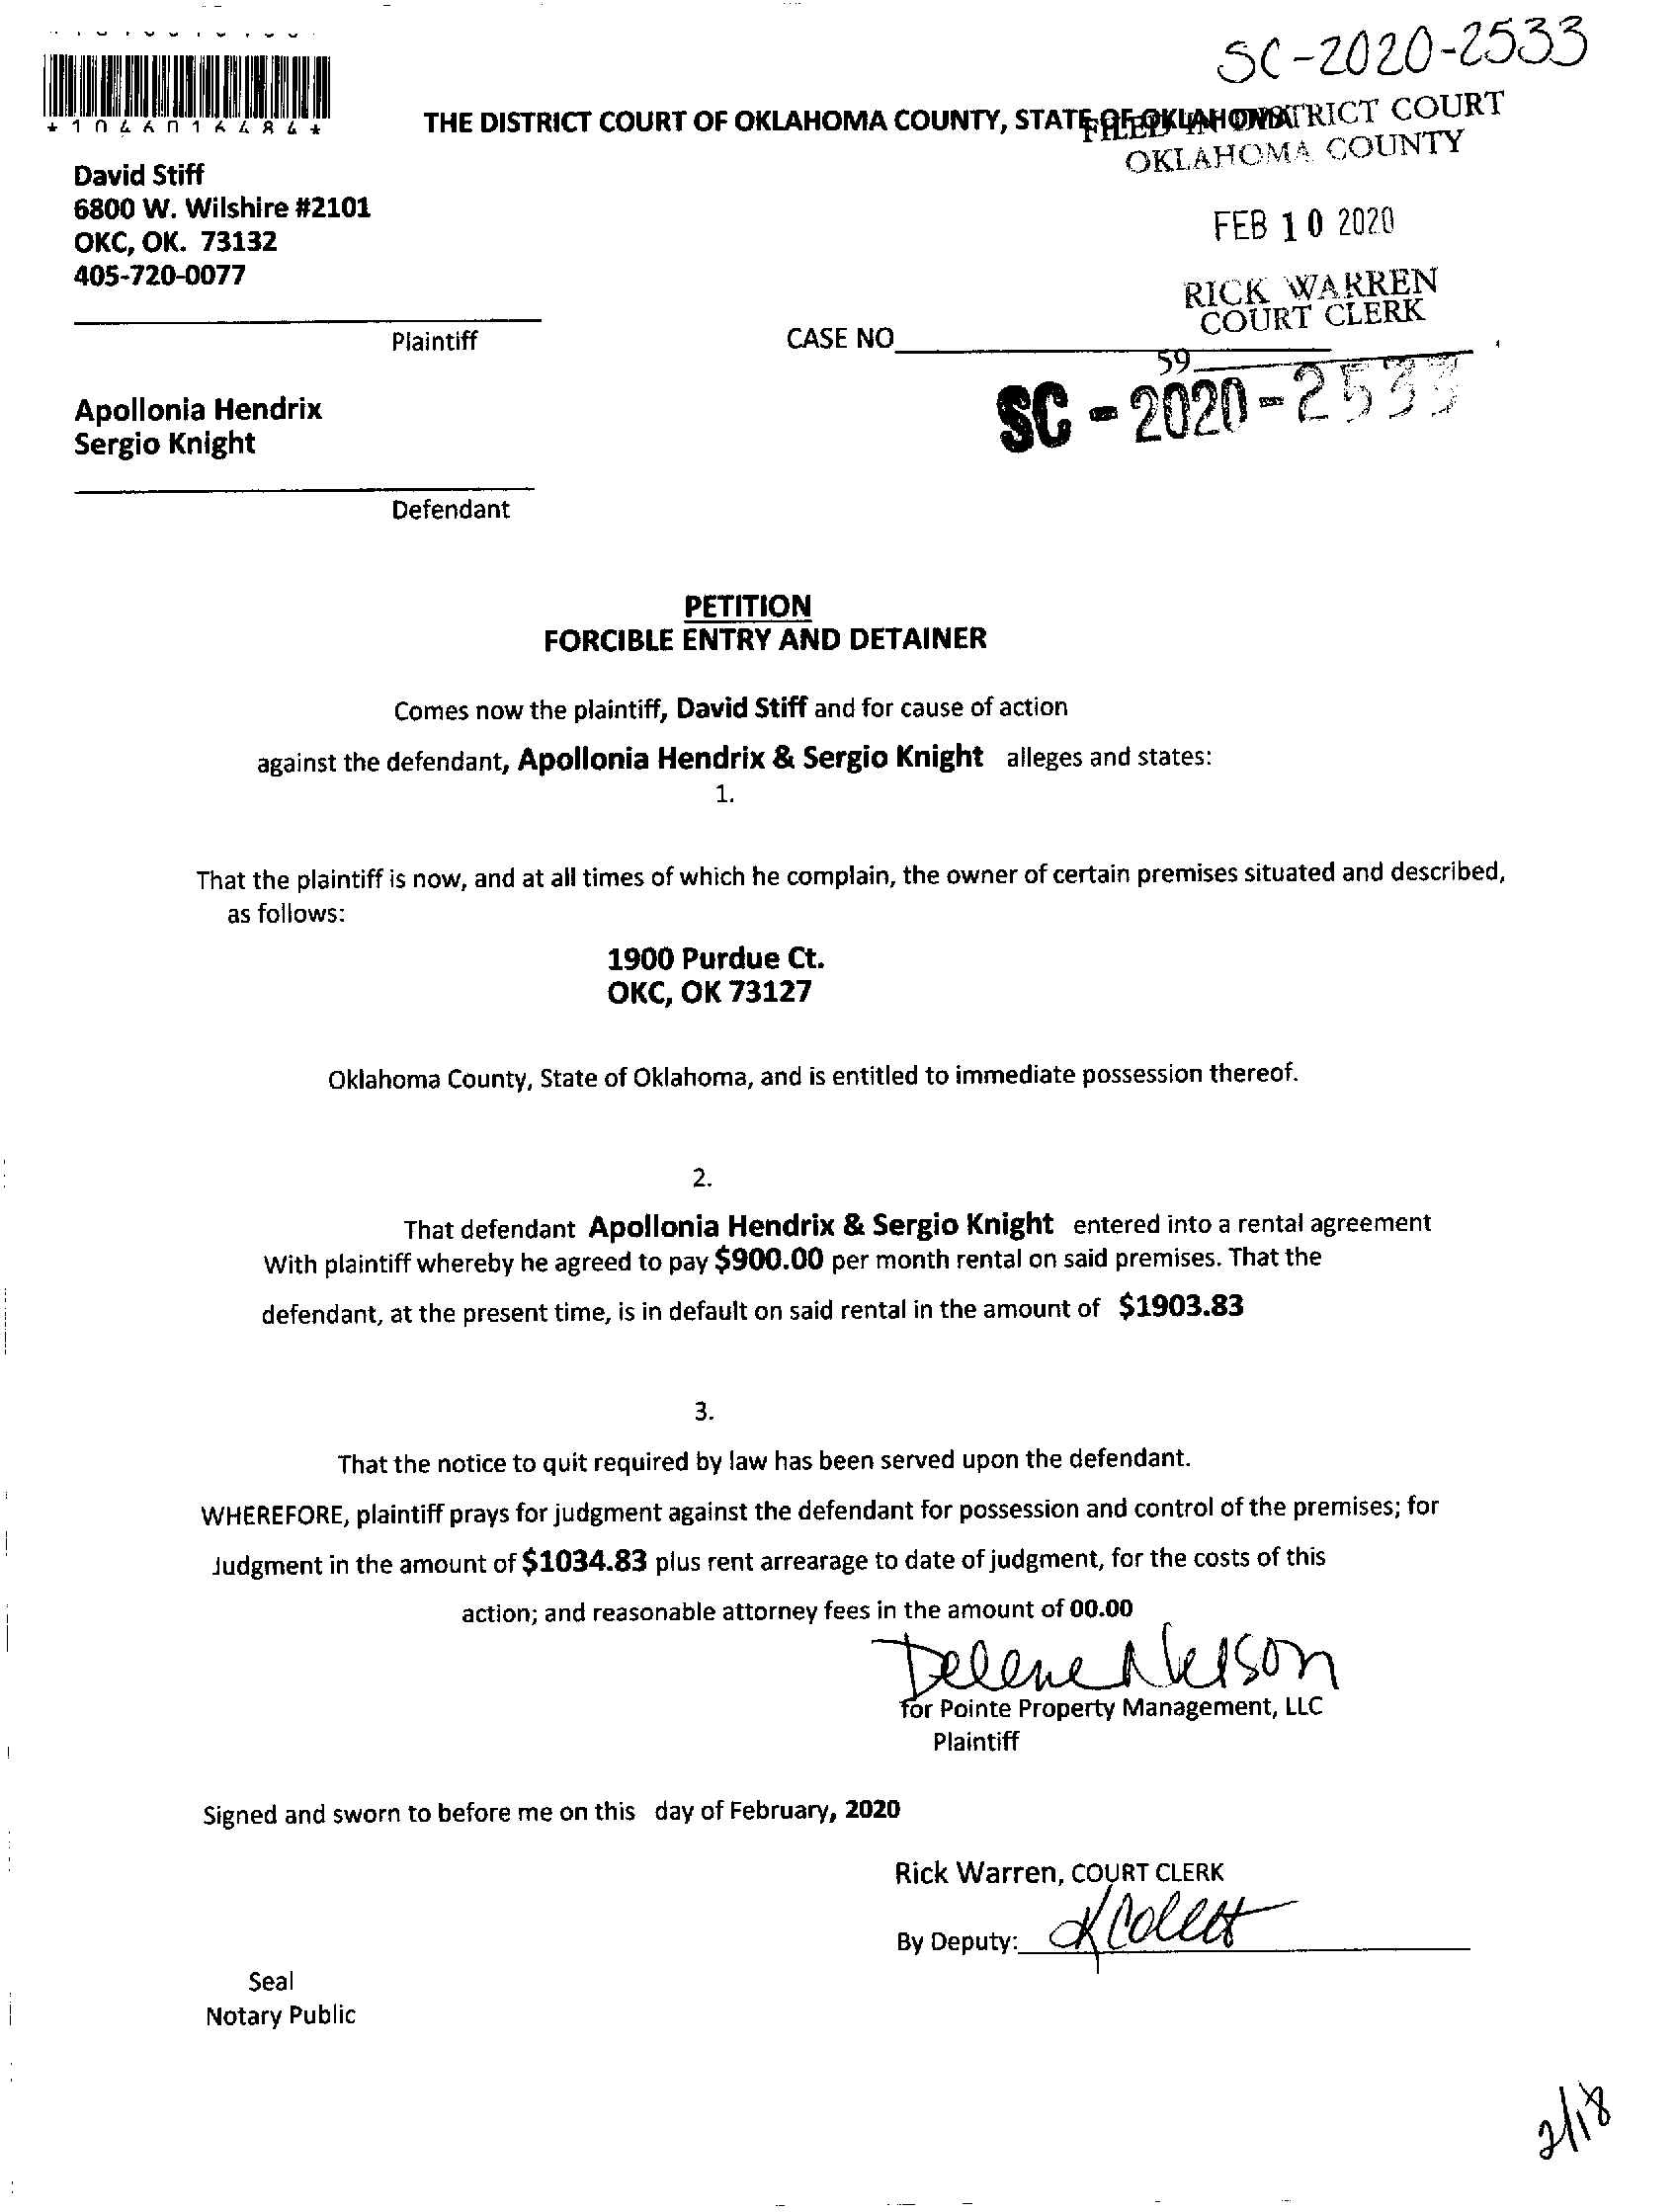 SC-2020-2533
THE DISTRICT COURT OF OKLAHOMA COUNTY, STATE OF OKLAHOMA
FILED IN DISTRICT COURT
OKLAHOMA COUNTY
David Stiff
6800 W. Wilshire #2101
OKC, OK. 73132
405-720-0077
FEB 10 2020
RICK WARREN
COURT CLERK
Plaintiff
CASE NO
59
SC-2020-2533
Apollonia Hendrix
Sergio Knight
Defendant
PETITION
FORCIBLE ENTRY AND DETAINER
Comes now the plaintiff, David Stiff and for cause of action
against the defendant, Apollonia Hendrix & Sergio Knight alleges and states:
1.
That the plaintiff is now, and at all times of which he complain, the owner of certain premises situated and described,
as follows:
1900 Purdue Ct.
OKC, OK 73127
Oklahoma County, State of Oklahoma, and is entitled to immediate possession thereof.
2.
That defendant Apollonia Hendrix & Sergio Knight entered into a rental agreement
With plaintiff whereby he agreed to pay $900.00 per month rental on said premises. That the
defendant, at the present time, is in default on said rental in the amount of $1903.83
3.
That the notice to quit required by law has been served upon the defendant.
WHEREFORE, plaintiff prays for judgment against the defendant for possession and control of the premises; for
Judgment in the amount of $1034.83 plus rent arrearage to date of judgment, for the costs of this
action; and reasonable attorney fees in the amount of 00.00
Delene Nelson
for Pointe Property Management, LLC
Plaintiff
Signed and sworn to before me on this day of February, 2020
Rick Warren, COURT CLERK
By Deputy: K Collett
Seal
Notary Public
2/18